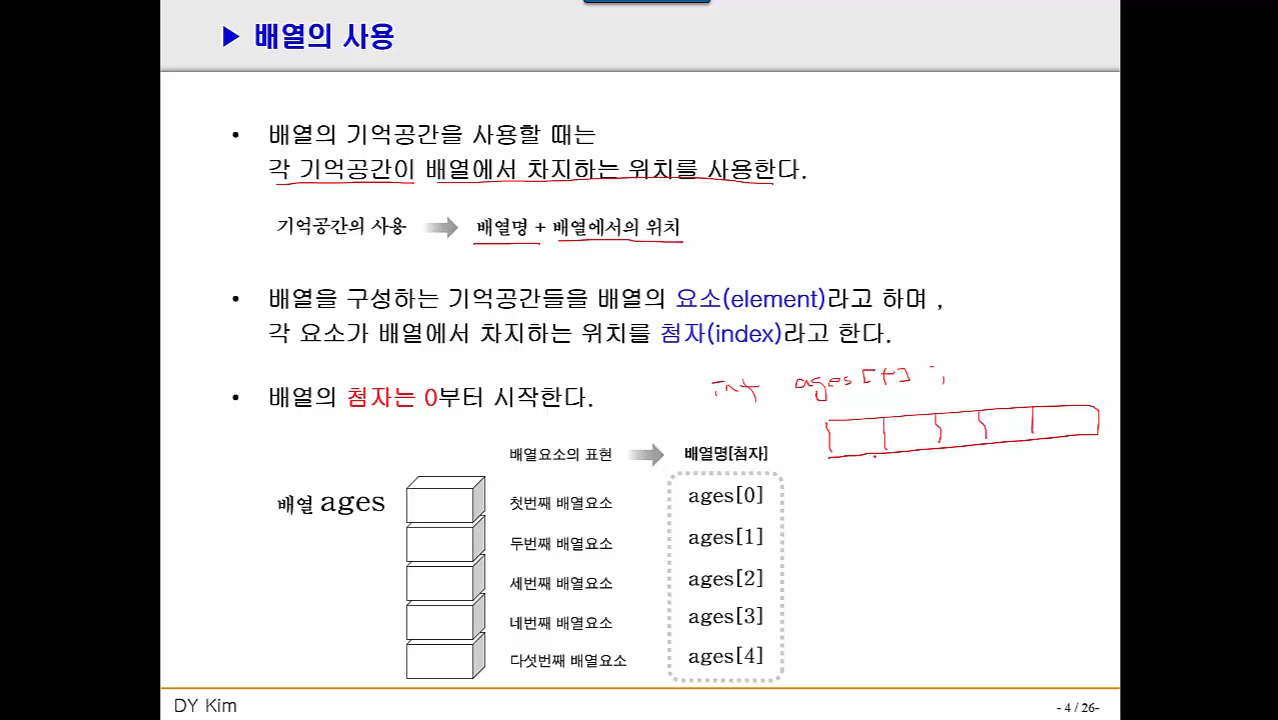 ▶ 배열의 사용
• 배열의 기억공간을 사용할 때는
각 기억공간이 배열에서 차지하는 위치를 사용한다.
기억공간의 사용 배열명 + 배열에서의 위치
• 배열을 구성하는 기억공간들을 배열의 요소(element)라고 하며 ,
각 요소가 배열에서 차지하는 위치를 첨자(index)라고 한다.
int ages
• 배열의 첨자는 0부터 시작한다.
배열요소의 표현 배열명[첨자]
배열 ages 첫번째 배열요소 ages[0]
두번째 배열요소 ages[1]
세번째 배열요소 ages[2]
네번째 배열요소 ages[3]
다섯번째 배열요소 ages[4]
DY Kim - 4 / 26-